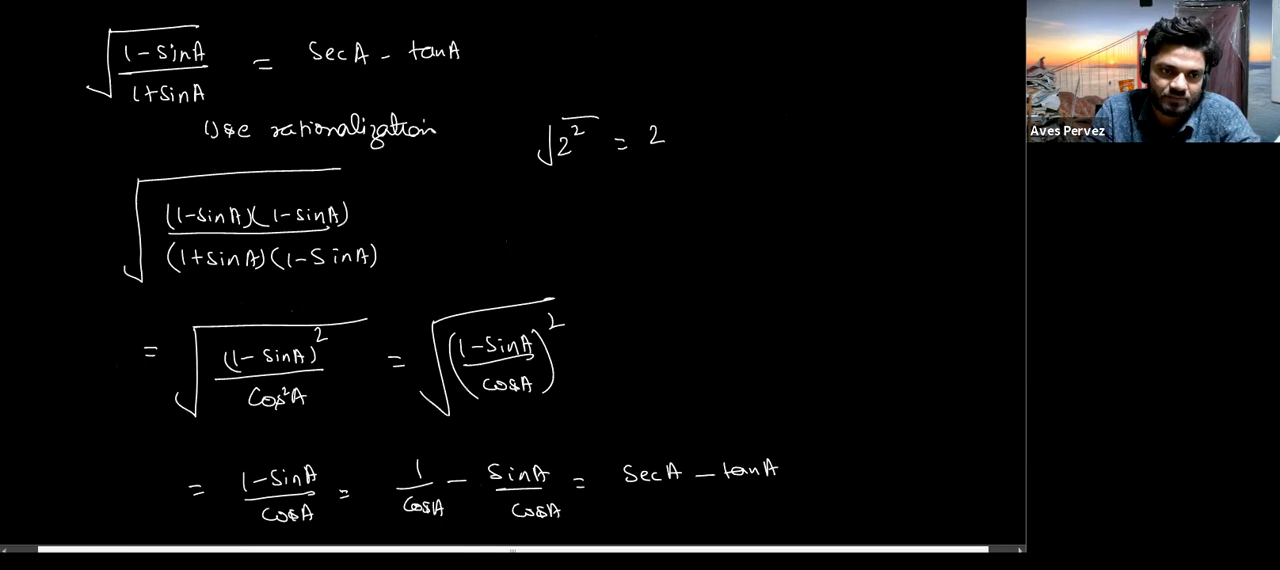 √((1-sinA)/(1+sinA)) = secA - tanA
Use rationalization
√2² = 2
√(((1-sinA)(1-sinA))/((1+sinA)(1-sinA)))
= √((1-sinA)²/cos²A) = √((1-sinA)/cosA)²
= (1-sinA)/cosA = 1/cosA - sinA/cosA = secA - tanA
Aves Pervez